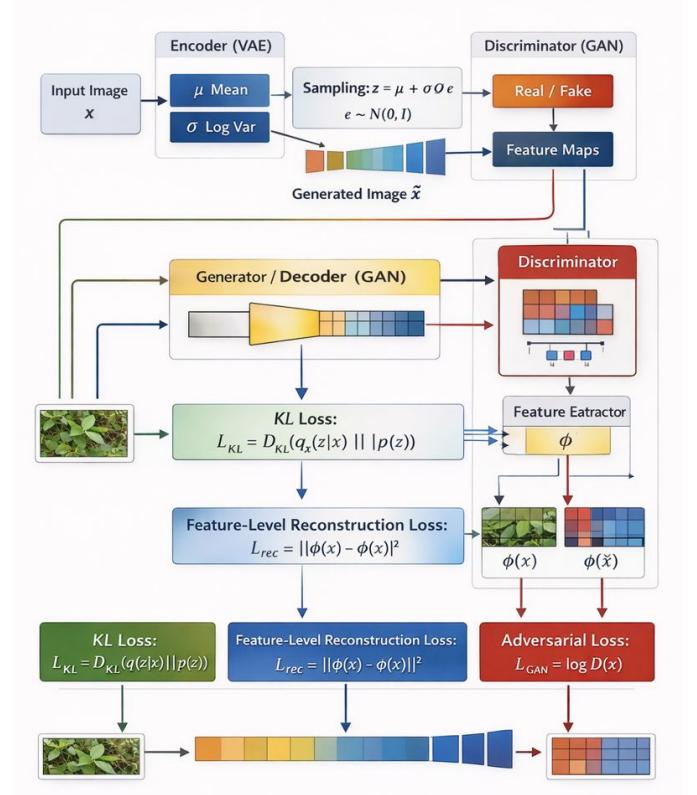 Encoder (VAE)
Discriminator (GAN)
Input Image
x
μ Mean
σ Log Var
Sampling: z = μ + σ O e
e ~ N(0, I)
Real / Fake
Feature Maps
Generated Image x̃
Generator / Decoder (GAN)
Discriminator
KL Loss:
L_KL = D_KL(q_x(z|x) || |p(z))
Feature Eatractor
ϕ
Feature-Level Reconstruction Loss:
L_rec = ||ϕ(x) − ϕ(x)|²
ϕ(x)
ϕ(x̌)
KL Loss:
L_KL = D_KL(q(z|x)||p(z))
Feature-Level Reconstruction Loss:
L_rec = ||ϕ(x) − ϕ(x)||²
Adversarial Loss:
L_GAN = log D(x)